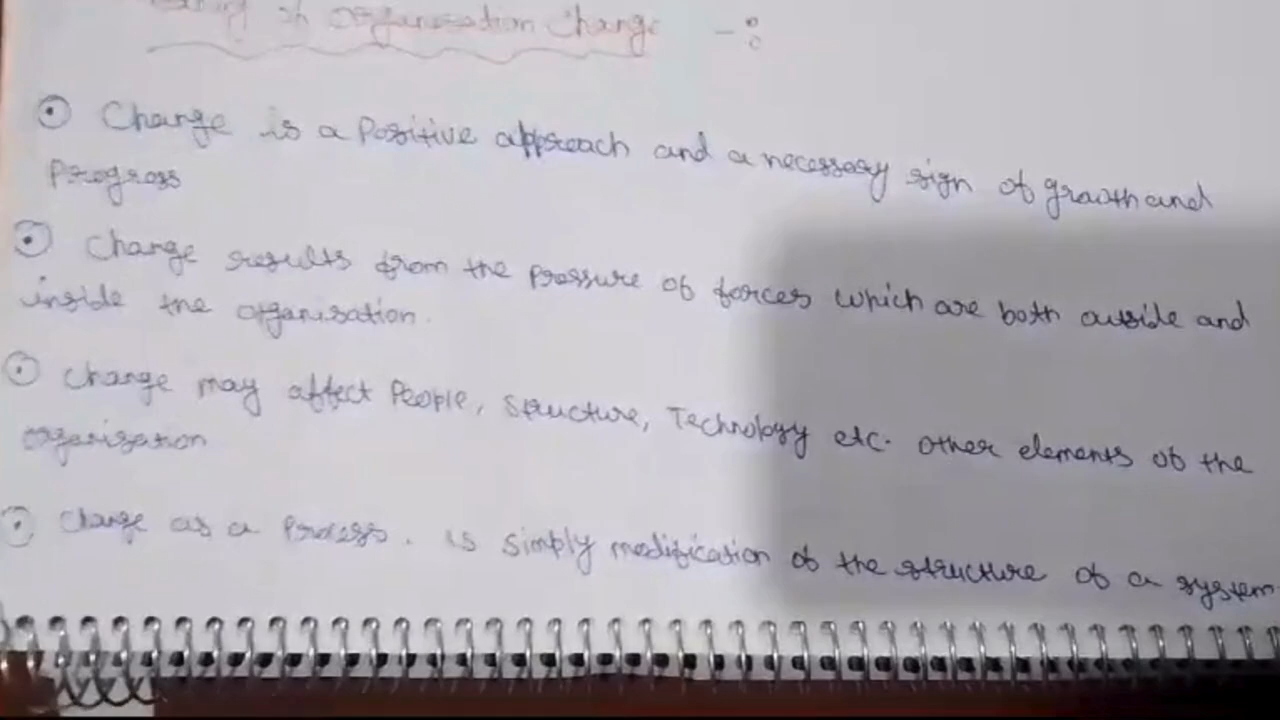 Organisation Change -:
⊙ Change is a Positive approach and a necessary sign of growth and
Progress
⊙ Change results from the pressure of forces which are both outside and
inside the organisation.
⊙ Change may affect People, Structure, Technology etc. other elements of the
organisation
⊙ Change as a Process. is simply modification of the structure of a system